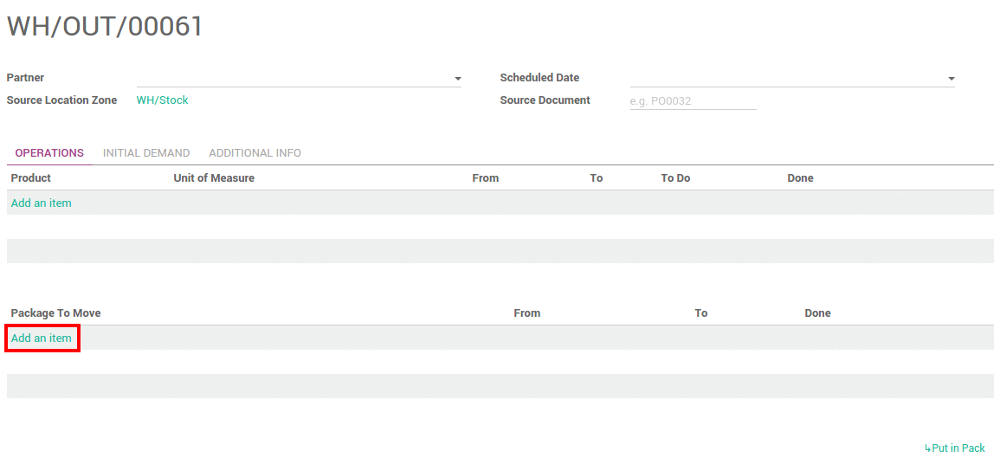 WH/OUT/00061
Partner
Scheduled Date
Source Location Zone WH/Stock
Source Document e.g. PO0032
OPERATIONS INITIAL DEMAND ADDITIONAL INFO
Product Unit of Measure From To To Do Done
Add an item
Package To Move From To Done
Add an item
↳Put in Pack